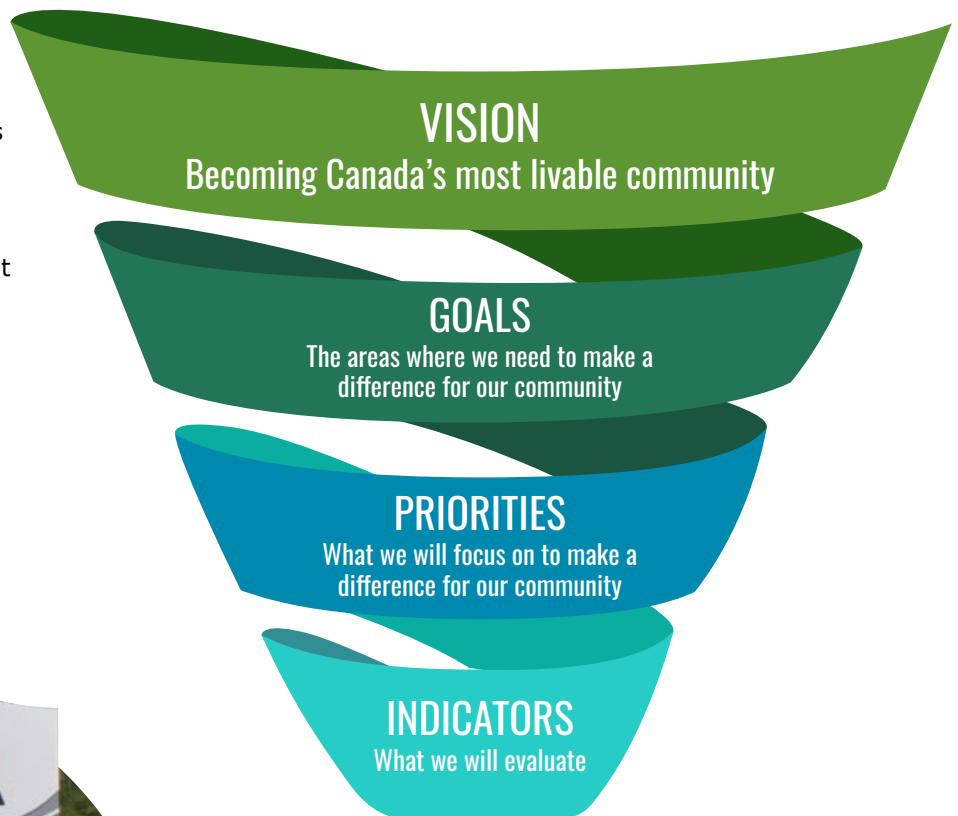 VISION
Becoming Canada's most livable community
GOALS
The areas where we need to make a
difference for our community
PRIORITIES
What we will focus on to make a
difference for our community
INDICATORS
What we will evaluate